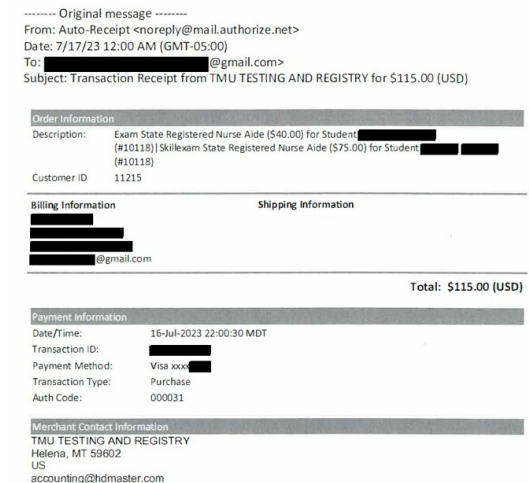 -------- Original message --------
From: Auto-Receipt <noreply@mail.authorize.net>
Date: 7/17/23 12:00 AM (GMT-05:00)
To: @gmail.com>
Subject: Transaction Receipt from TMU TESTING AND REGISTRY for $115.00 (USD)
Order Information
Description: Exam State Registered Nurse Aide ($40.00) for Student
(#10118)|Skillexam State Registered Nurse Aide ($75.00) for Student
(#10118)
Customer ID 11215
Billing Information Shipping Information
@gmail.com
Total: $115.00 (USD)
Payment Information
Date/Time: 16-Jul-2023 22:00:30 MDT
Transaction ID:
Payment Method: Visa xxxx
Transaction Type: Purchase
Auth Code: 000031
Merchant Contact Information
TMU TESTING AND REGISTRY
Helena, MT 59602
US
accounting@hdmaster.com